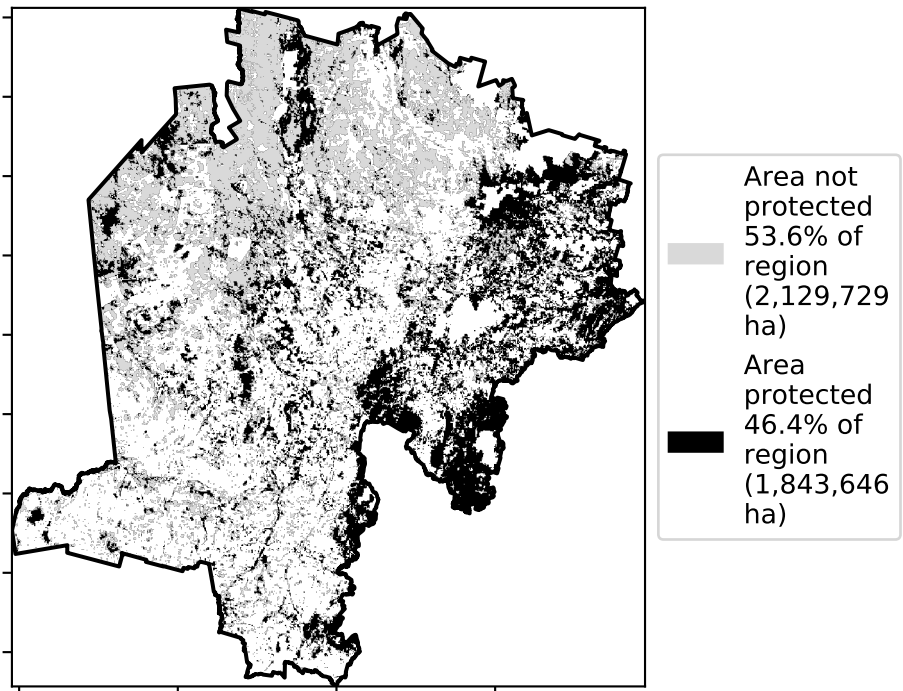 Area not
protected
53.6% of
region
(2,129,729
ha)
Area
protected
46.4% of
region
(1,843,646
ha)